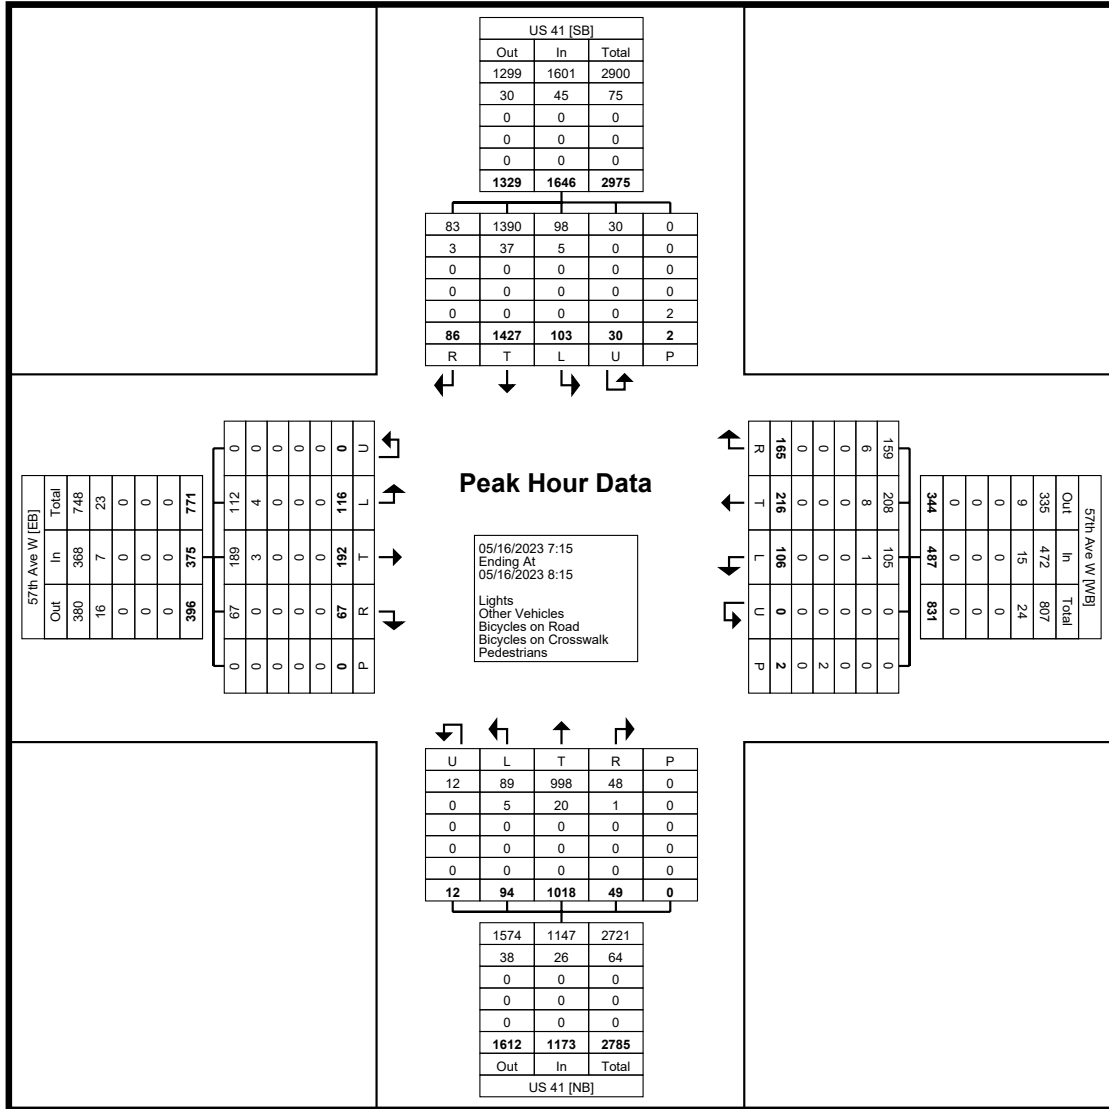 US 41 [SB]
Out In Total
1299 1601 2900
30 45 75
0 0 0
0 0 0
0 0 0
1329 1646 2975
83 1390 98 30 0
3 37 5 0 0
0 0 0 0 0
0 0 0 0 0
0 0 0 0 2
86 1427 103 30 2
R T L U P
57th Ave W [EB]
Total In Out
748 368 380
23 7 16
0 0 0
0 0 0
0 0 0
771 375 396
0 112 189 67 0
0 4 3 0 0
0 0 0 0 0
0 0 0 0 0
0 0 0 0 0
0 116 192 67 0
U L T R P
Peak Hour Data
05/16/2023 7:15
Ending At
05/16/2023 8:15
Lights
Other Vehicles
Bicycles on Road
Bicycles on Crosswalk
Pedestrians
R T L U P
165 216 106 0 2
0 0 0 0 0
0 0 0 0 2
0 0 0 0 0
6 8 1 0 0
159 208 105 0 0
57th Ave W [WB]
Out In Total
335 472 807
9 15 24
0 0 0
0 0 0
0 0 0
344 487 831
U L T R P
12 89 998 48 0
0 5 20 1 0
0 0 0 0 0
0 0 0 0 0
0 0 0 0 0
12 94 1018 49 0
1574 1147 2721
38 26 64
0 0 0
0 0 0
0 0 0
1612 1173 2785
Out In Total
US 41 [NB]